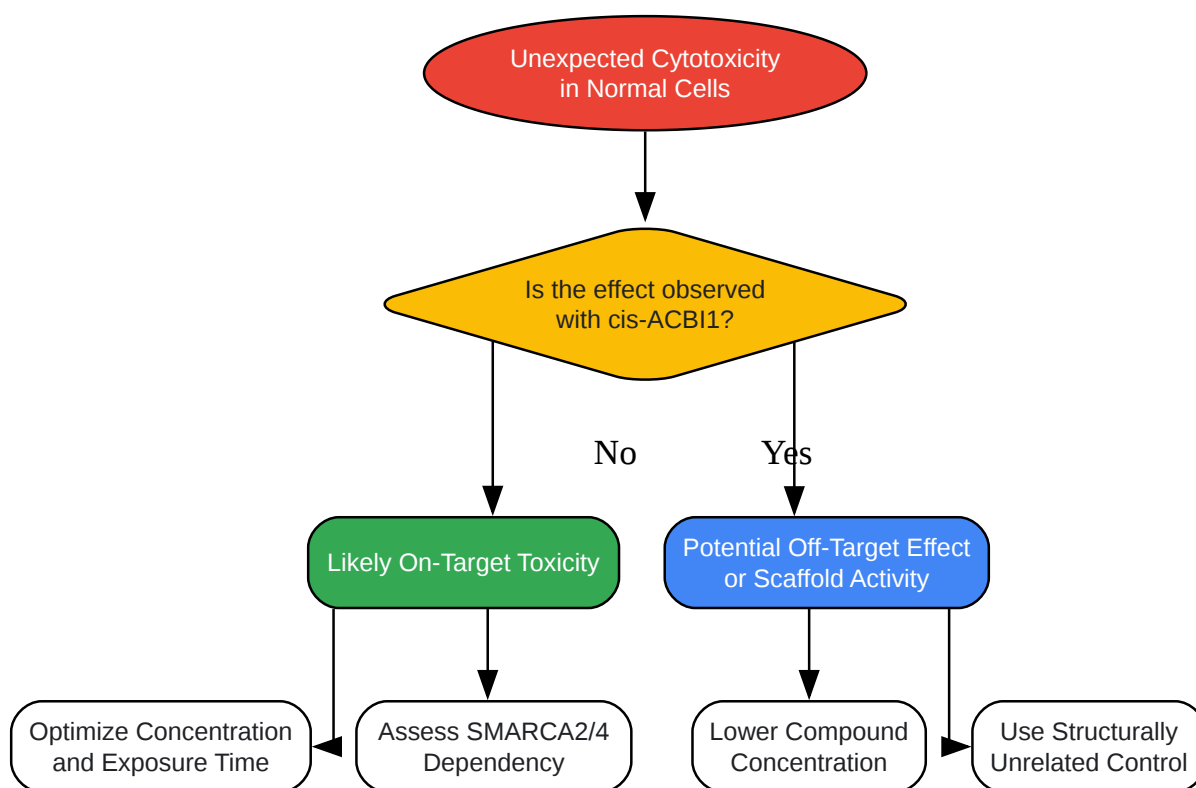 Unexpected Cytotoxicity
in Normal Cells
Is the effect observed
with cis-ACBI1?
No
Yes
Likely On-Target Toxicity
Potential Off-Target Effect
or Scaffold Activity
Optimize Concentration
and Exposure Time
Assess SMARCA2/4
Dependency
Lower Compound
Concentration
Use Structurally
Unrelated Control